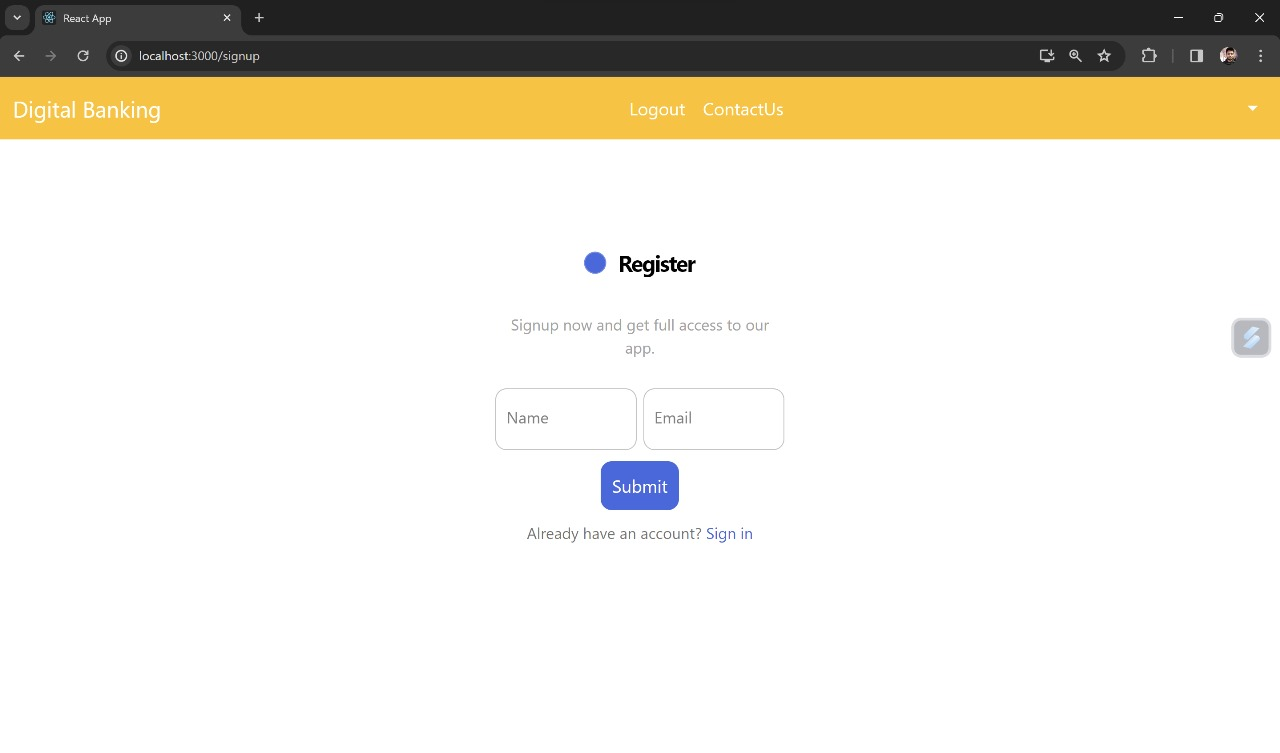 React App
localhost:3000/signup
Digital Banking
Logout ContactUs
Register
Signup now and get full access to our
app.
Name Email
Submit
Already have an account? Sign in